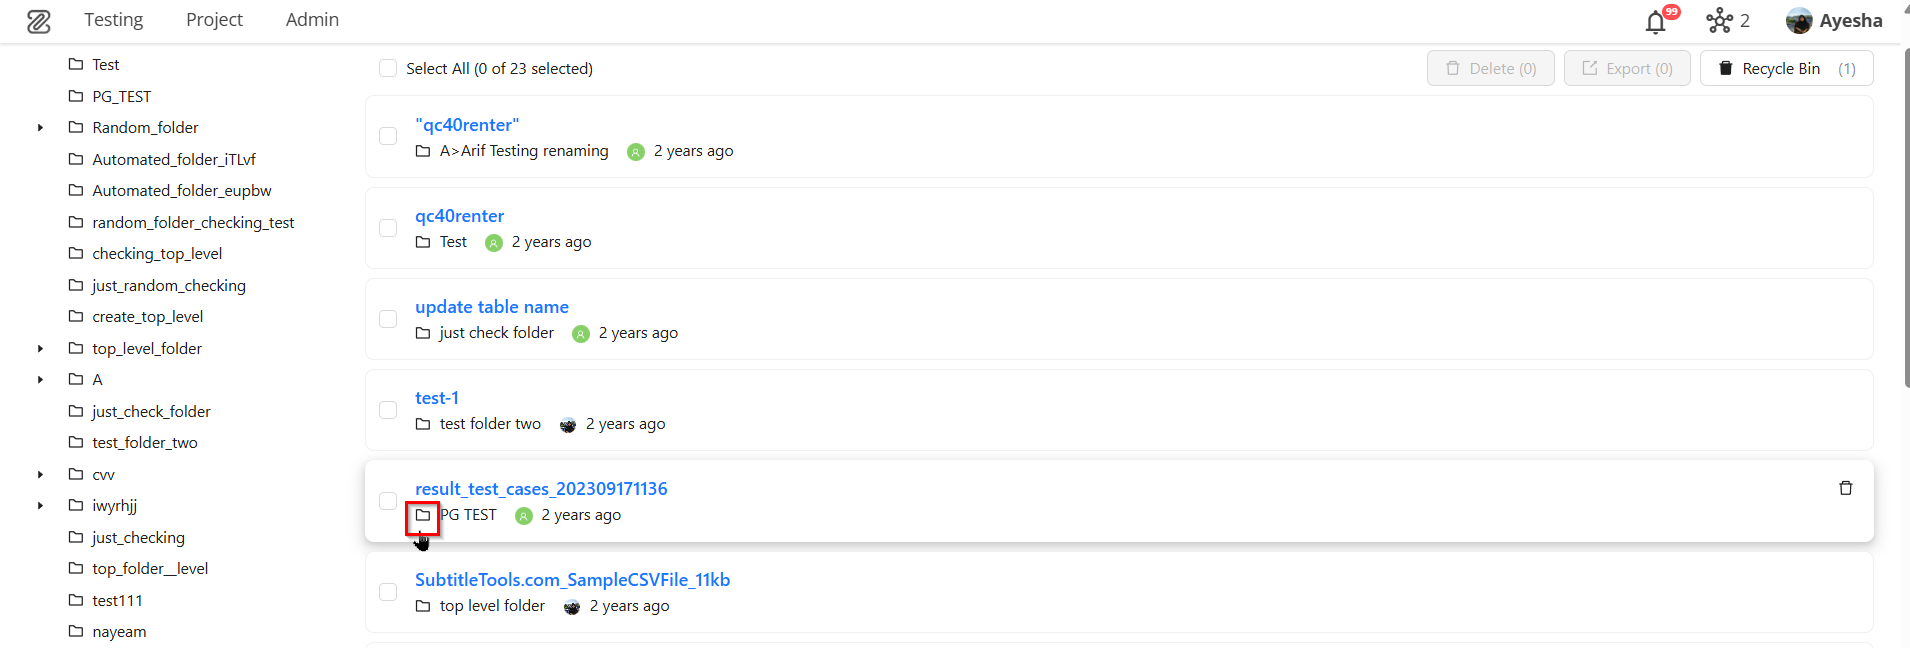 Testing Project Admin 99 2 Ayesha
Test
PG_TEST
Random_folder
Automated_folder_iTLvf
Automated_folder_eupbw
random_folder_checking_test
checking_top_level
just_random_checking
create_top_level
top_level_folder
A
just_check_folder
test_folder_two
cvv
iwyrhjj
just_checking
top_folder__level
test111
nayeam
Select All (0 of 23 selected)
Delete (0) Export (0) Recycle Bin (1)
"qc40renter"
A>Arif Testing renaming 2 years ago
qc40renter
Test 2 years ago
update table name
just check folder 2 years ago
test-1
test folder two 2 years ago
result_test_cases_202309171136
PG TEST 2 years ago
SubtitleTools.com_SampleCSVFile_11kb
top level folder 2 years ago